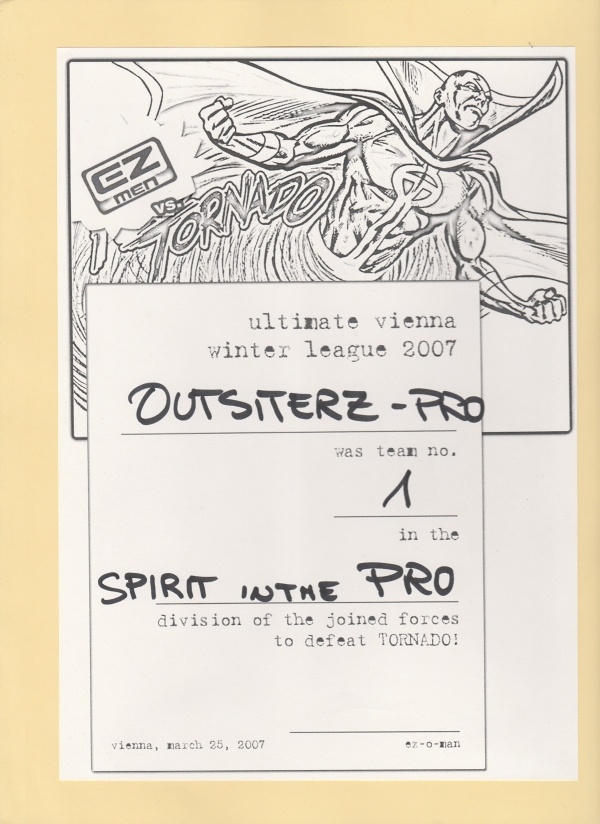 EZ
MEN
vs.
TORNADO
ultimate vienna
winter league 2007
OUTSITERZ - PRO
was team no.
1
in the
SPIRIT IN THE PRO
division of the joined forces
to defeat TORNADO!
vienna, march 25, 2007
ez-o-man